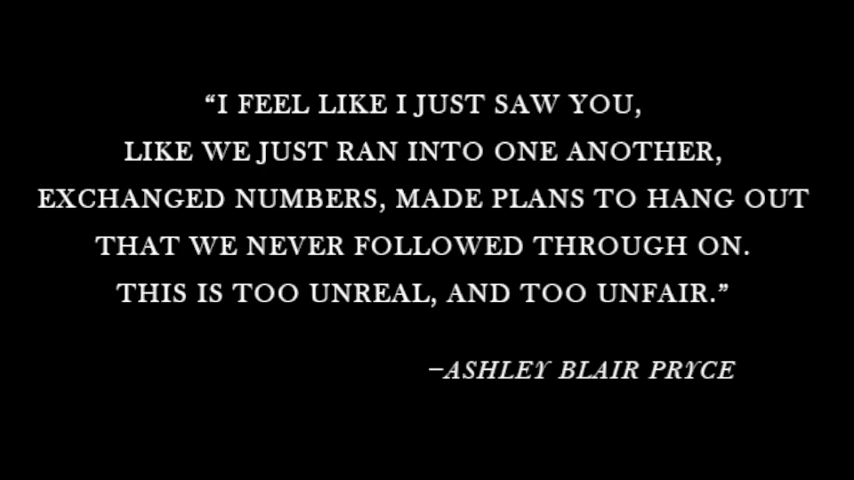 “I FEEL LIKE I JUST SAW YOU,
LIKE WE JUST RAN INTO ONE ANOTHER,
EXCHANGED NUMBERS, MADE PLANS TO HANG OUT
THAT WE NEVER FOLLOWED THROUGH ON.
THIS IS TOO UNREAL, AND TOO UNFAIR.”
–ASHLEY BLAIR PRYCE